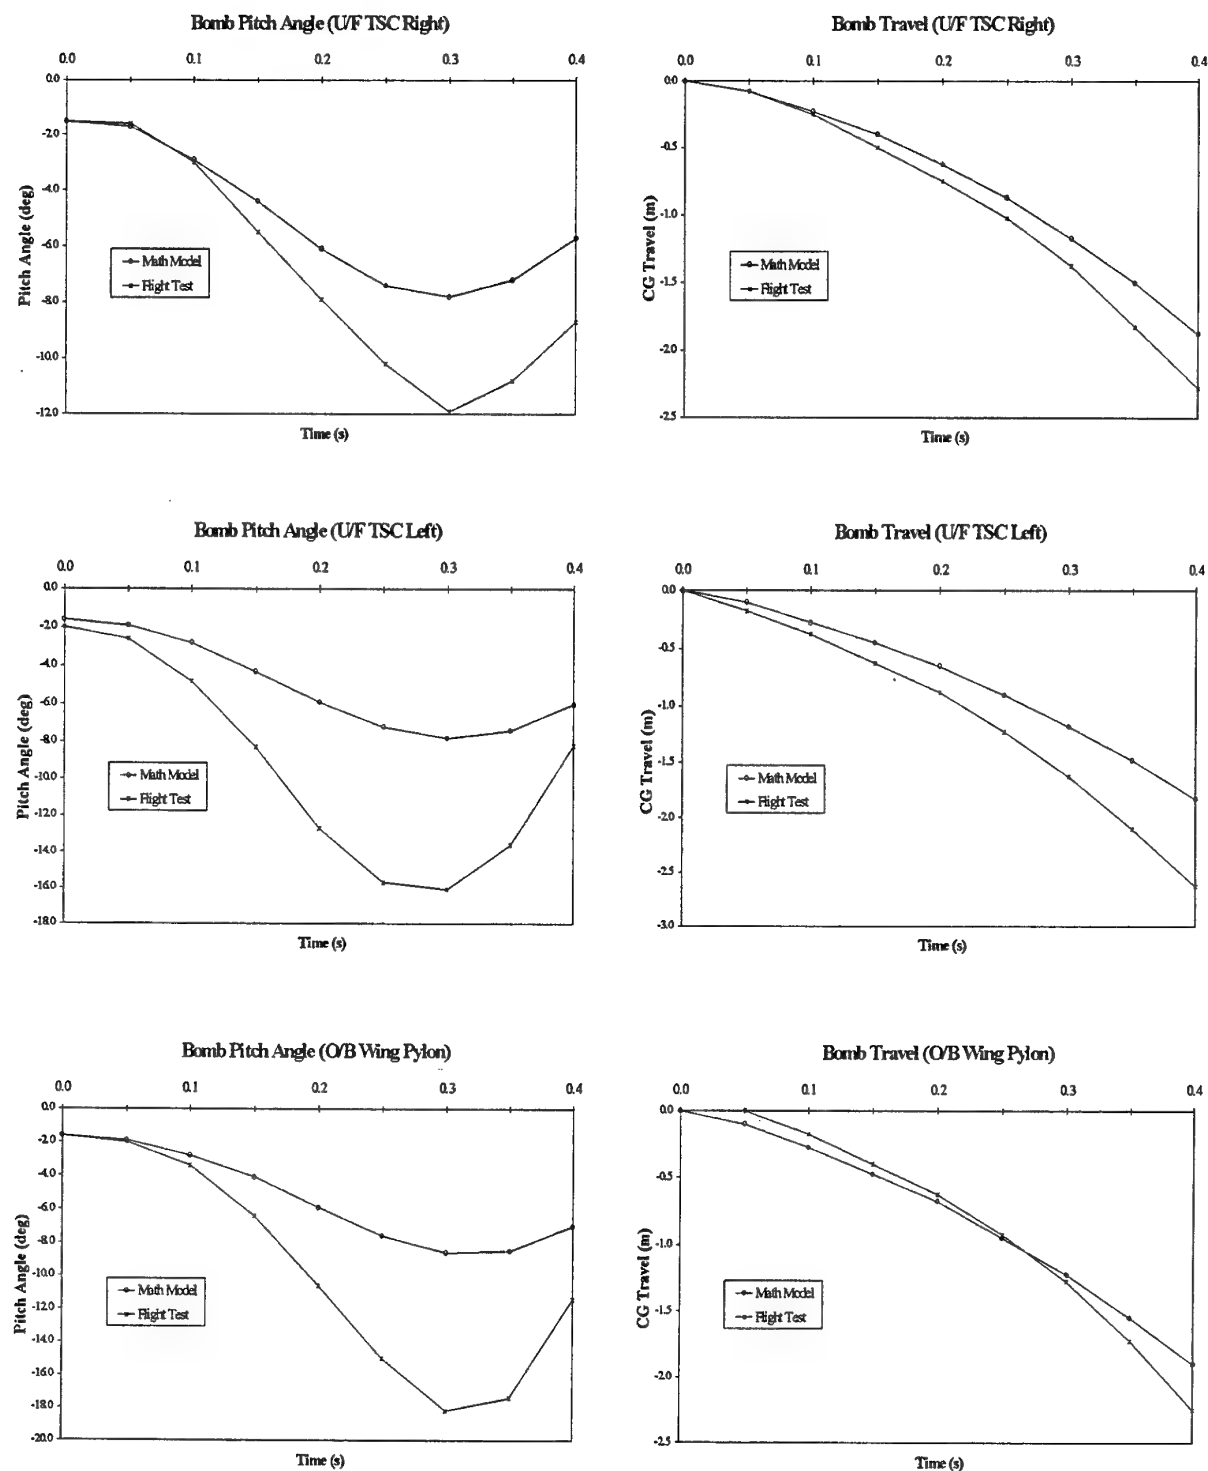 Bomb Pitch Angle (U/F TSC Right)
0.0 0.1 0.2 0.3 0.4
0.0
-2.0
-4.0
-6.0
-8.0
-10.0
-12.0
Pitch Angle (deg)
Math Model
Flight Test
Time (s)
Bomb Travel (U/F TSC Right)
0.0 0.1 0.2 0.3 0.4
0.0
-0.5
-1.0
-1.5
-2.0
-2.5
CG Travel (m)
Math Model
Flight Test
Time (s)
Bomb Pitch Angle (U/F TSC Left)
0.0 0.1 0.2 0.3 0.4
0.0
-2.0
-4.0
-6.0
-8.0
-10.0
-12.0
-14.0
-16.0
-18.0
Pitch Angle (deg)
Math Model
Flight Test
Time (s)
Bomb Travel (U/F TSC Left)
0.0 0.1 0.2 0.3 0.4
0.0
-0.5
-1.0
-1.5
-2.0
-2.5
-3.0
CG Travel (m)
Math Model
Flight Test
Time (s)
Bomb Pitch Angle (O/B Wing Pylon)
0.0 0.1 0.2 0.3 0.4
0.0
-2.0
-4.0
-6.0
-8.0
-10.0
-12.0
-14.0
-16.0
-18.0
-20.0
Pitch Angle (deg)
Math Model
Flight Test
Time (s)
Bomb Travel (O/B Wing Pylon)
0.0 0.1 0.2 0.3 0.4
0.0
-0.5
-1.0
-1.5
-2.0
-2.5
CG Travel (m)
Math Model
Flight Test
Time (s)